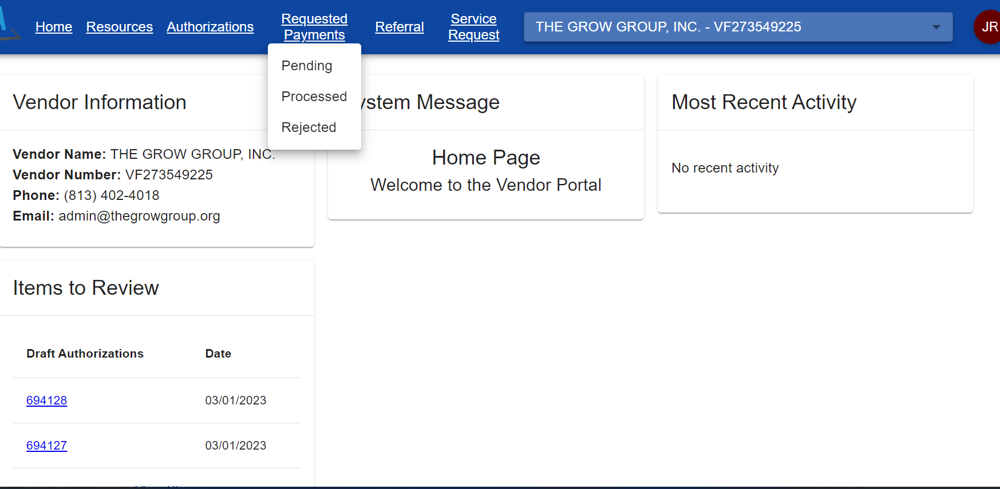 Home
Resources
Authorizations
Requested
Payments
Referral
Service
Request
THE GROW GROUP, INC. - VF273549225
JR
Pending
Processed
Rejected
Vendor Information
Vendor Name: THE GROW GROUP, INC.
Vendor Number: VF273549225
Phone: (813) 402-4018
Email: admin@thegrowgroup.org
ystem Message
Home Page
Welcome to the Vendor Portal
Most Recent Activity
No recent activity
Items to Review
Draft Authorizations Date
694128 03/01/2023
694127 03/01/2023